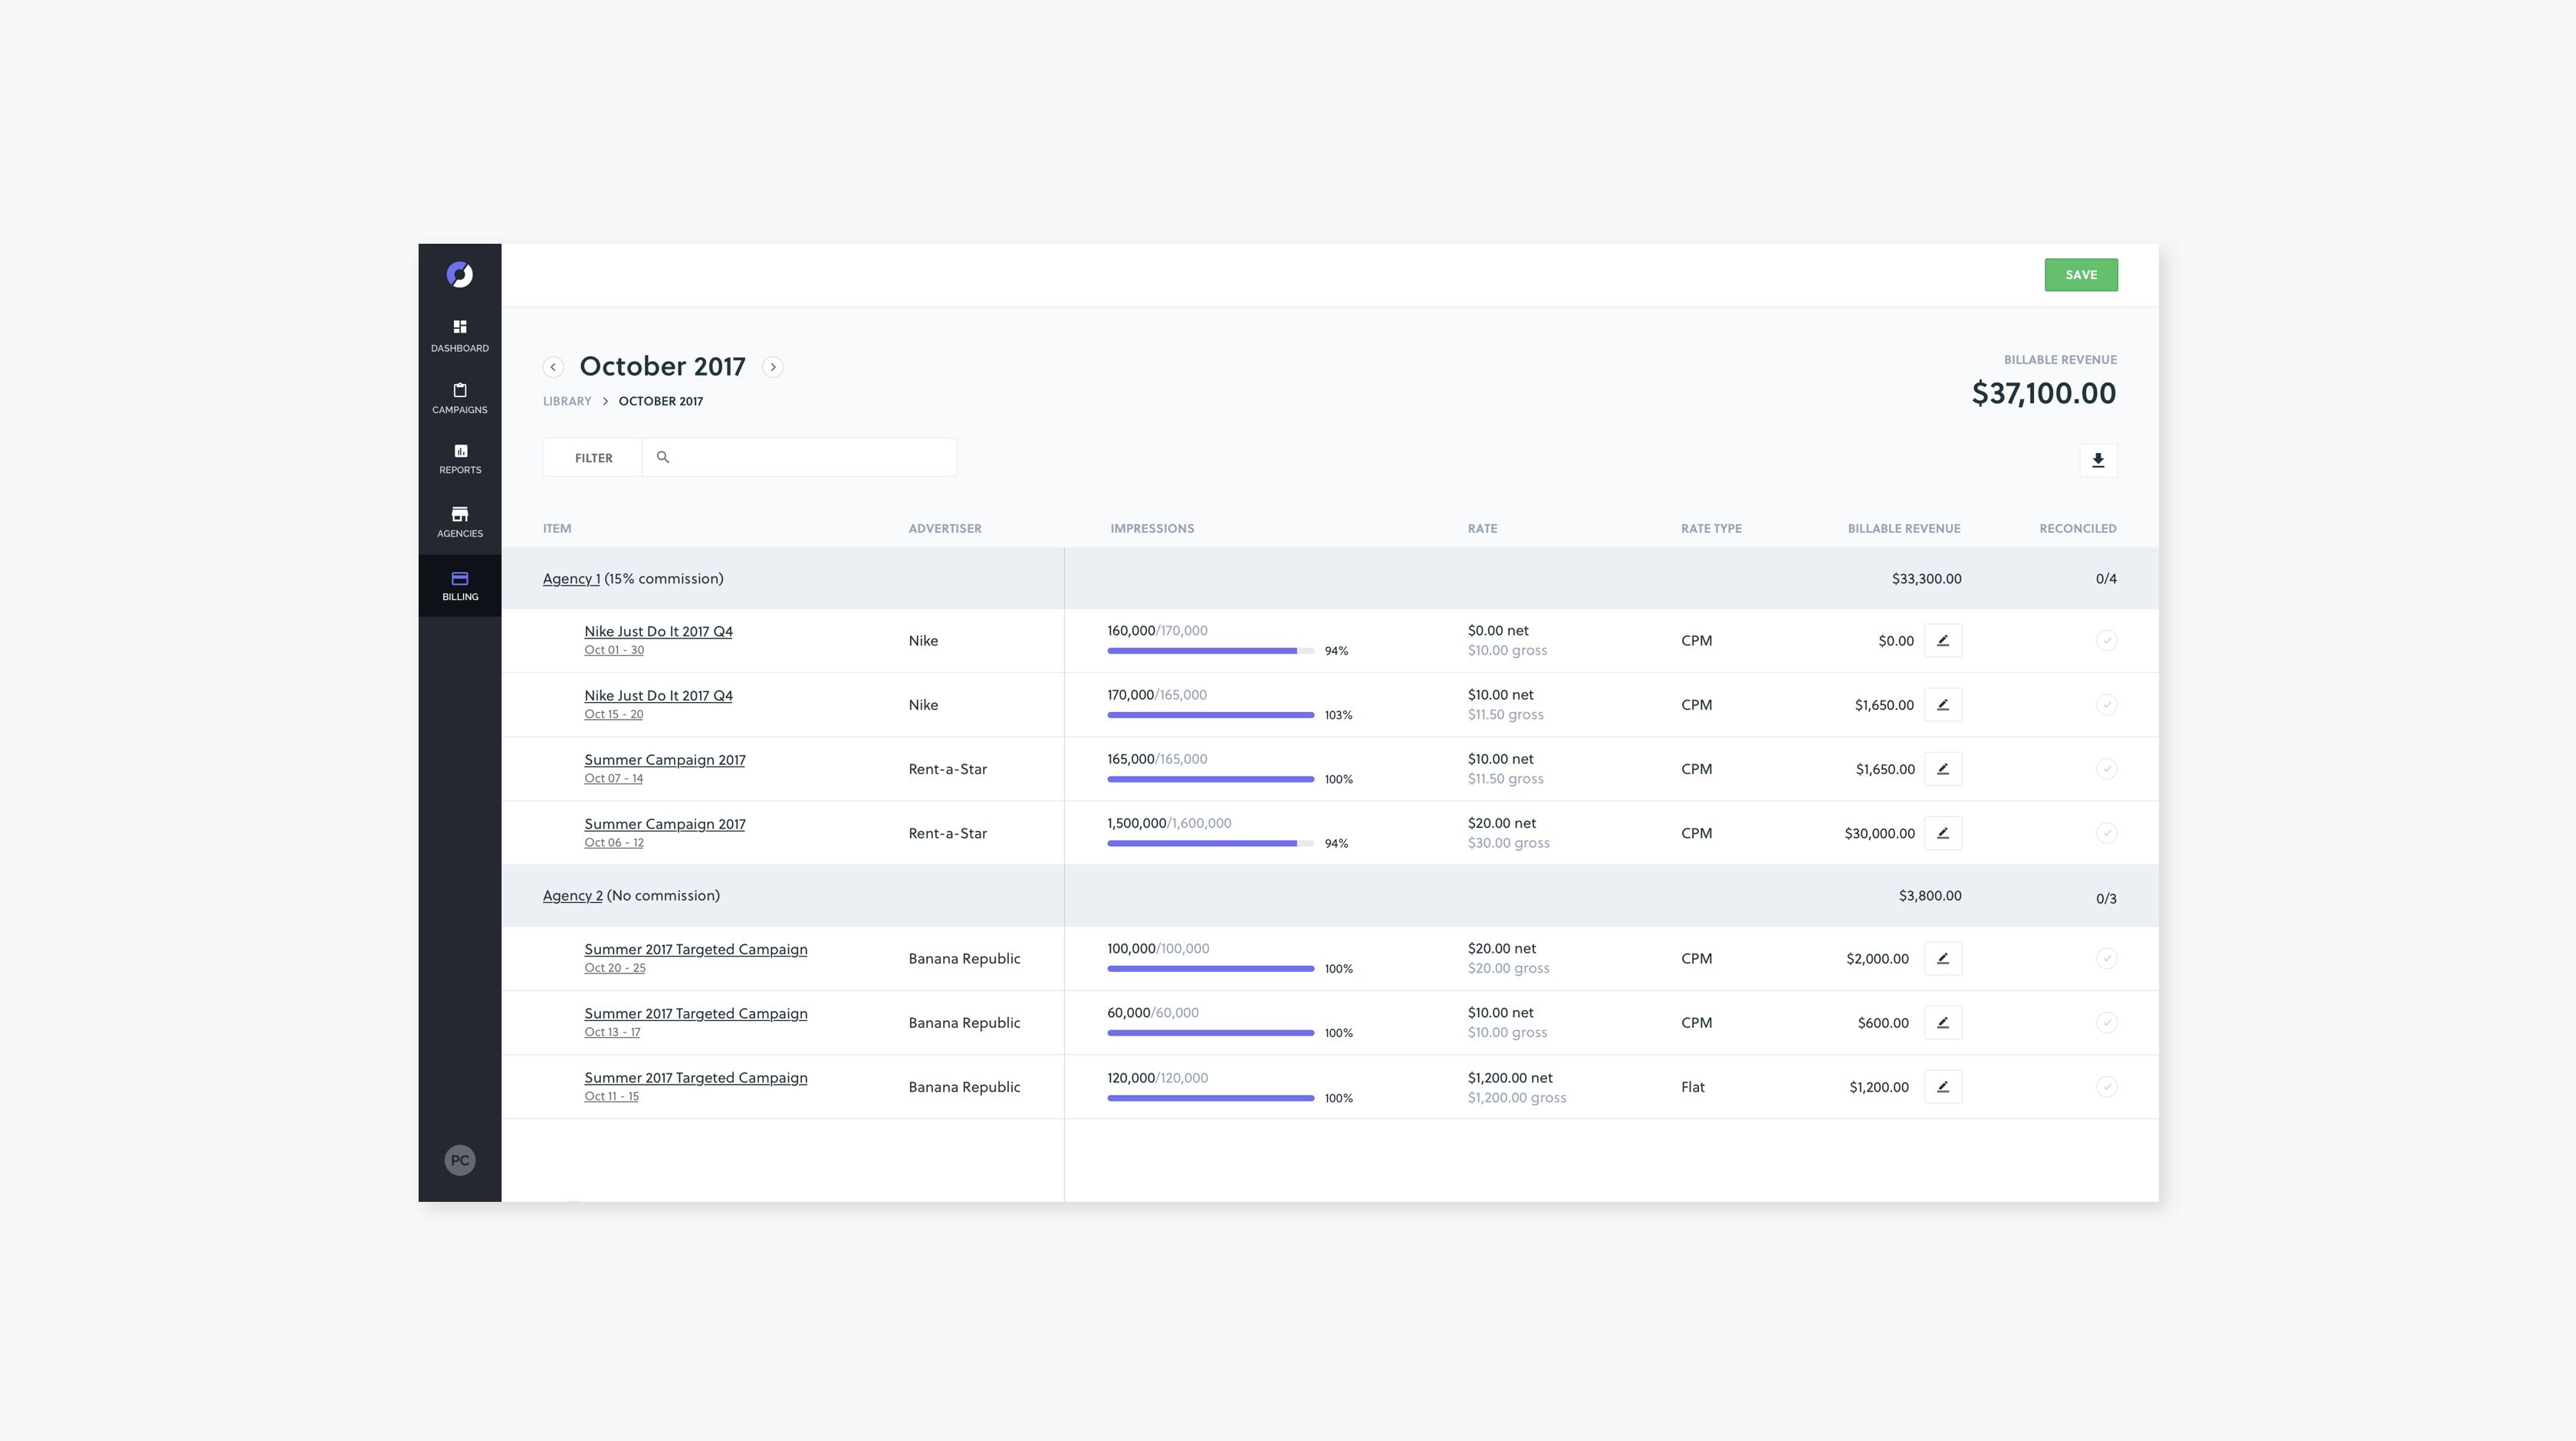 SAVE
DASHBOARD
CAMPAIGNS
REPORTS
AGENCIES
BILLING
PC
October 2017
LIBRARY > OCTOBER 2017
BILLABLE REVENUE
$37,100.00
FILTER
ITEM ADVERTISER IMPRESSIONS RATE RATE TYPE BILLABLE REVENUE RECONCILED
Agency 1 (15% commission) $33,300.00 0/4
Nike Just Do It 2017 Q4
Oct 01 - 30
Nike
160,000/170,000
94%
$0.00 net
$10.00 gross
CPM
$0.00
Nike Just Do It 2017 Q4
Oct 15 - 20
Nike
170,000/165,000
103%
$10.00 net
$11.50 gross
CPM
$1,650.00
Summer Campaign 2017
Oct 07 - 14
Rent-a-Star
165,000/165,000
100%
$10.00 net
$11.50 gross
CPM
$1,650.00
Summer Campaign 2017
Oct 06 - 12
Rent-a-Star
1,500,000/1,600,000
94%
$20.00 net
$30.00 gross
CPM
$30,000.00
Agency 2 (No commission) $3,800.00 0/3
Summer 2017 Targeted Campaign
Oct 20 - 25
Banana Republic
100,000/100,000
100%
$20.00 net
$20.00 gross
CPM
$2,000.00
Summer 2017 Targeted Campaign
Oct 13 - 17
Banana Republic
60,000/60,000
100%
$10.00 net
$10.00 gross
CPM
$600.00
Summer 2017 Targeted Campaign
Oct 11 - 15
Banana Republic
120,000/120,000
100%
$1,200.00 net
$1,200.00 gross
Flat
$1,200.00